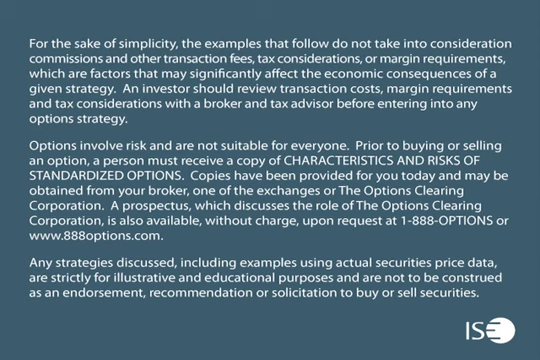 For the sake of simplicity, the examples that follow do not take into consideration
commissions and other transaction fees, tax considerations, or margin requirements,
which are factors that may significantly affect the economic consequences of a
given strategy.  An investor should review transaction costs, margin requirements
and tax considerations with a broker and tax advisor before entering into any
options strategy.
Options involve risk and are not suitable for everyone.  Prior to buying or selling
an option, a person must receive a copy of CHARACTERISTICS AND RISKS OF
STANDARDIZED OPTIONS.  Copies have been provided for you today and may be
obtained from your broker, one of the exchanges or The Options Clearing
Corporation.  A prospectus, which discusses the role of The Options Clearing
Corporation, is also available, without charge, upon request at 1-888-OPTIONS or
www.888options.com.
Any strategies discussed, including examples using actual securities price data,
are strictly for illustrative and educational purposes and are not to be construed
as an endorsement, recommendation or solicitation to buy or sell securities.
ISE